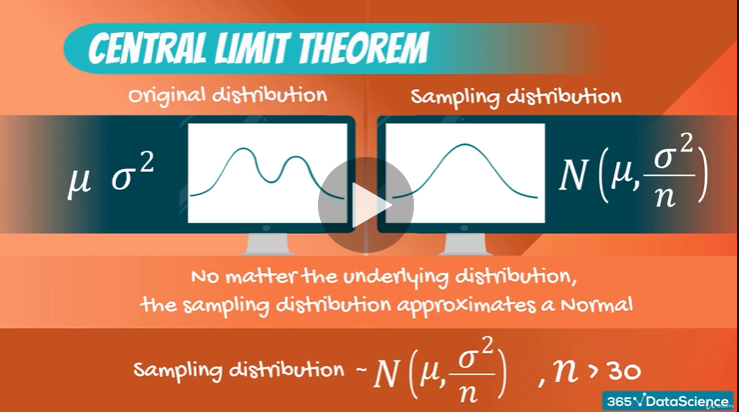 CENTRAL LIMIT THEOREM
Original distribution
Sampling distribution
μ σ²
N(μ, σ²/n)
No matter the underlying distribution,
the sampling distribution approximates a Normal
Sampling distribution ~ N(μ, σ²/n) , n > 30
365√DataScience